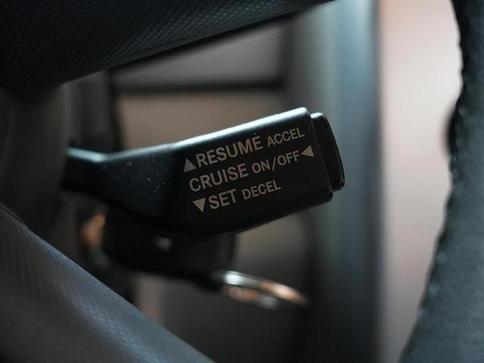 ▲RESUME ACCEL
CRUISE ON/OFF◀
▼SET DECEL